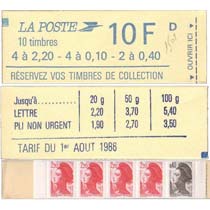 LA POSTE 10F D
10 timbres
4 à 2,20 - 4 à 0,10 - 2 à 0,40
RÉSERVEZ VOS TIMBRES DE COLLECTION
OUVRIR ICI
Jusqu'à 20 g 50 g 100 g
LETTRE 2,20 3,70 5,40
PLI NON URGENT 1,90 2,70 3,50
TARIF DU 1er AOUT 1986